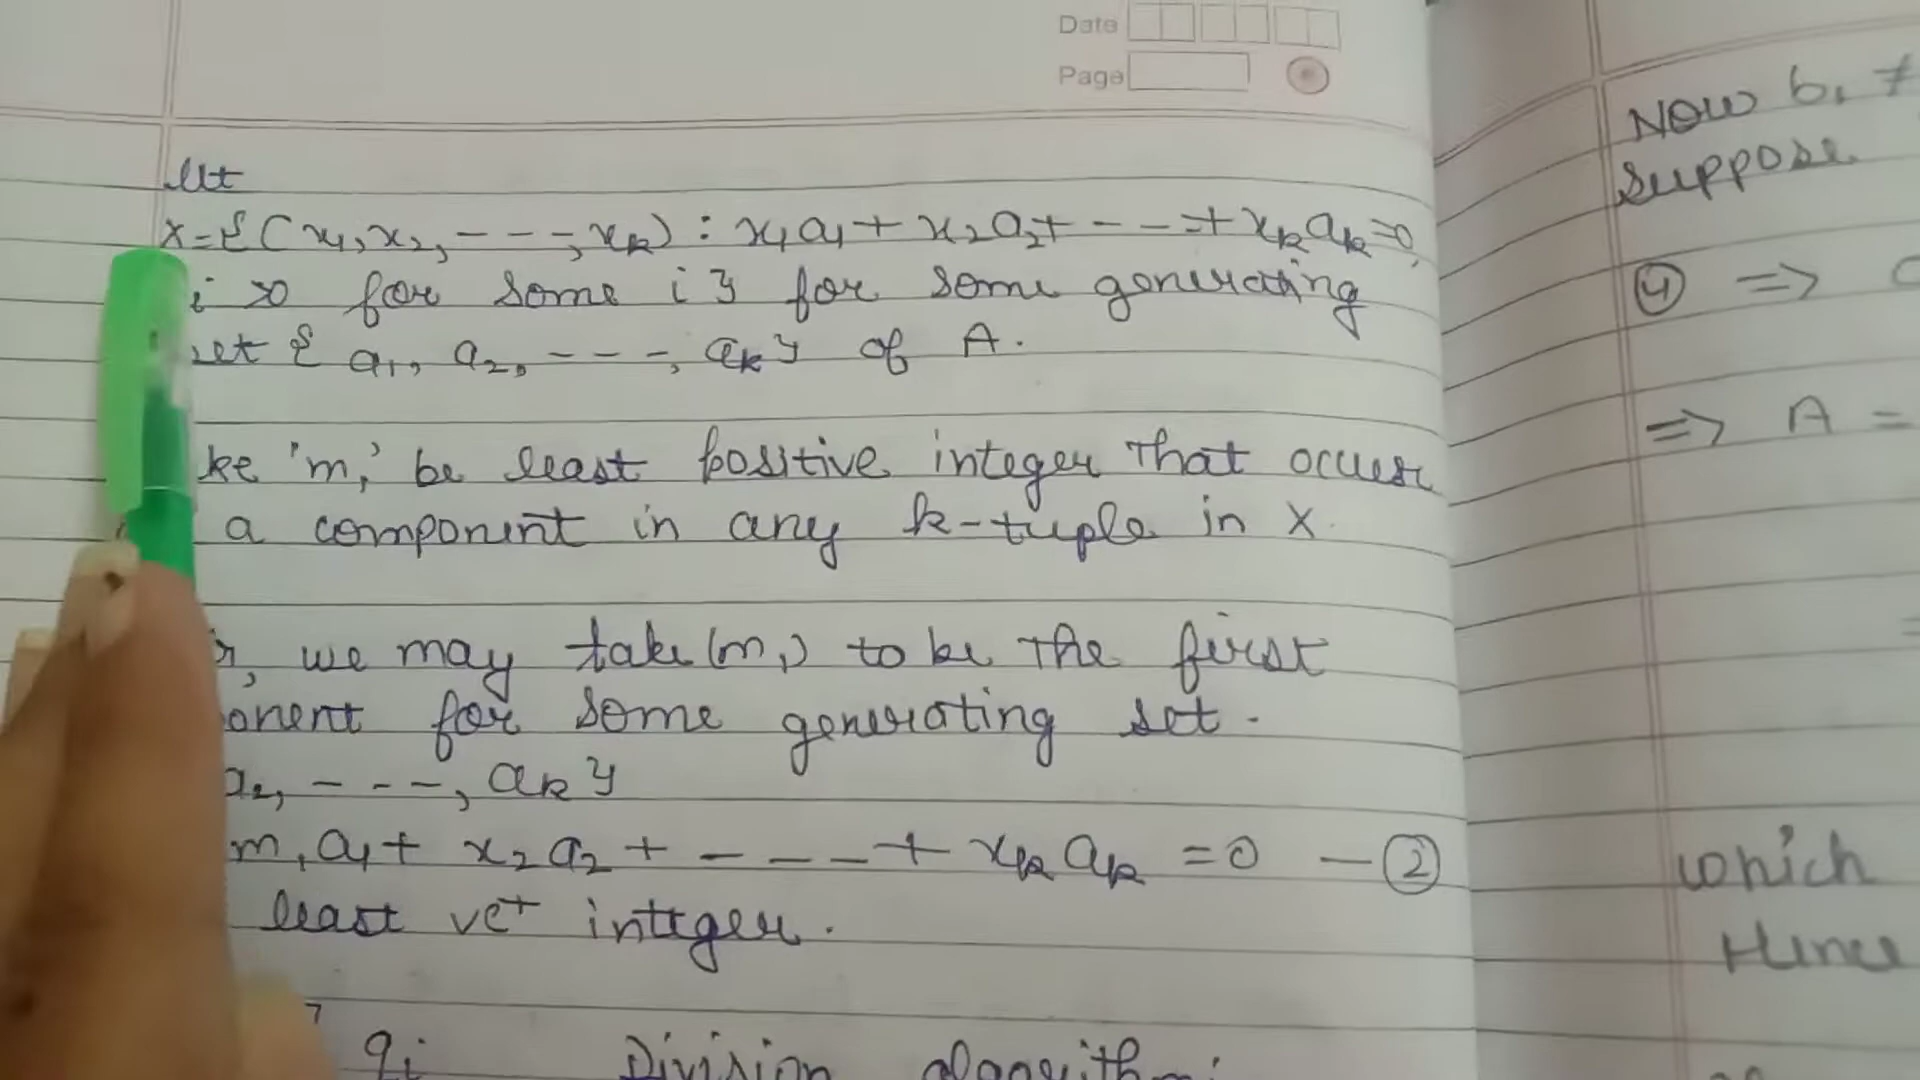 Date
Page
Let
X = { (x1, x2, - - - , xk) : x1a1 + x2a2 + - - - + xkak = 0,
i >0 for some i } for some generating
set { a1, a2, - - - , ak } of A.
ke 'm1' be least positive integer that occur
a component in any k-tuple in X.
we may take (m1) to be the first
onent for some generating set.
a2, - - - , ak }
m1a1 + x2a2 + - - - + xkak = 0 — ②
least ve+ integer.
qi Division algorithm
Now b1 ≠
Suppose
④ ⇒
⇒ A =
which
Hence